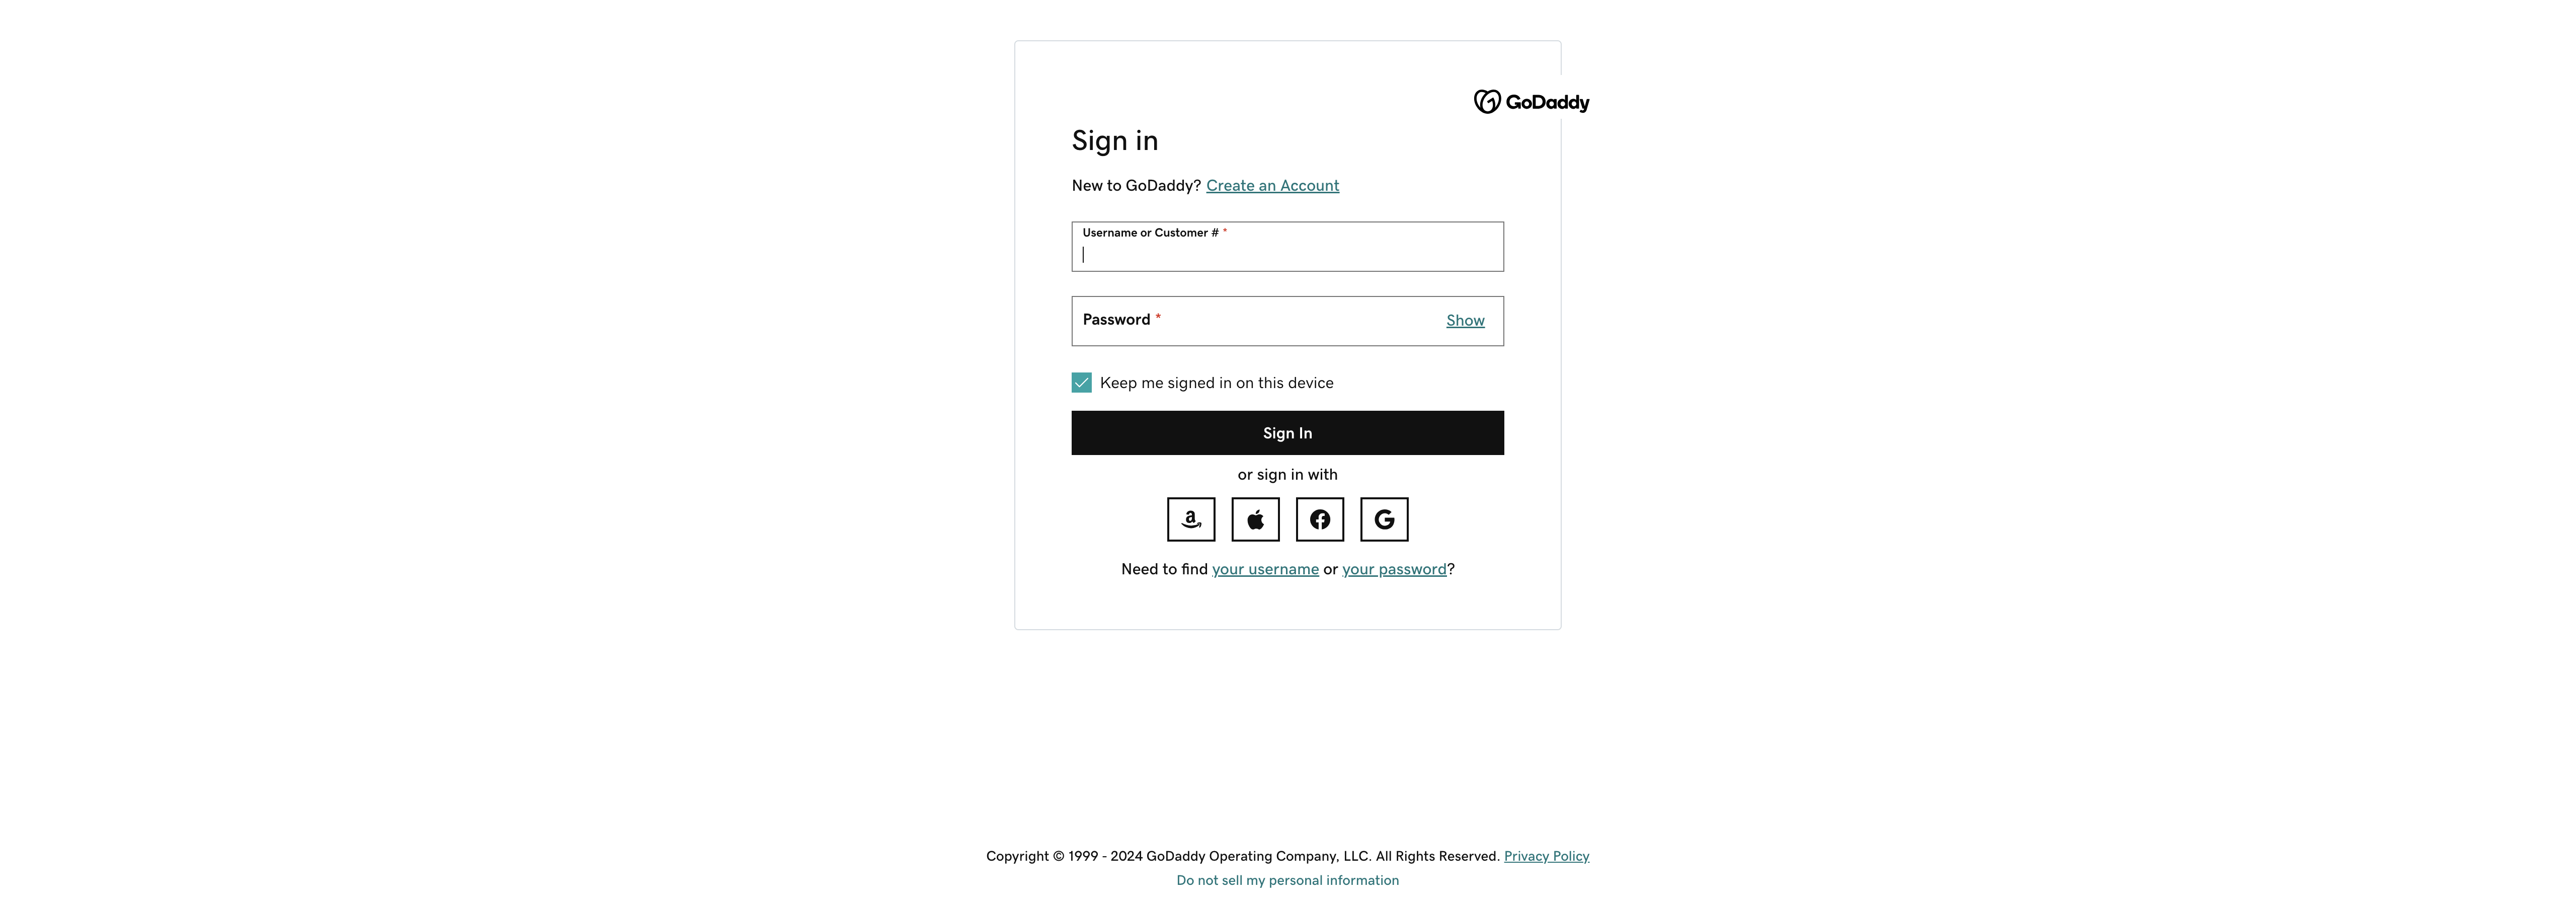 GoDaddy
Sign in
New to GoDaddy? Create an Account
Username or Customer # *
Password *
Show
Keep me signed in on this device
Sign In
or sign in with
Need to find your username or your password?
Copyright © 1999 - 2024 GoDaddy Operating Company, LLC. All Rights Reserved. Privacy Policy
Do not sell my personal information